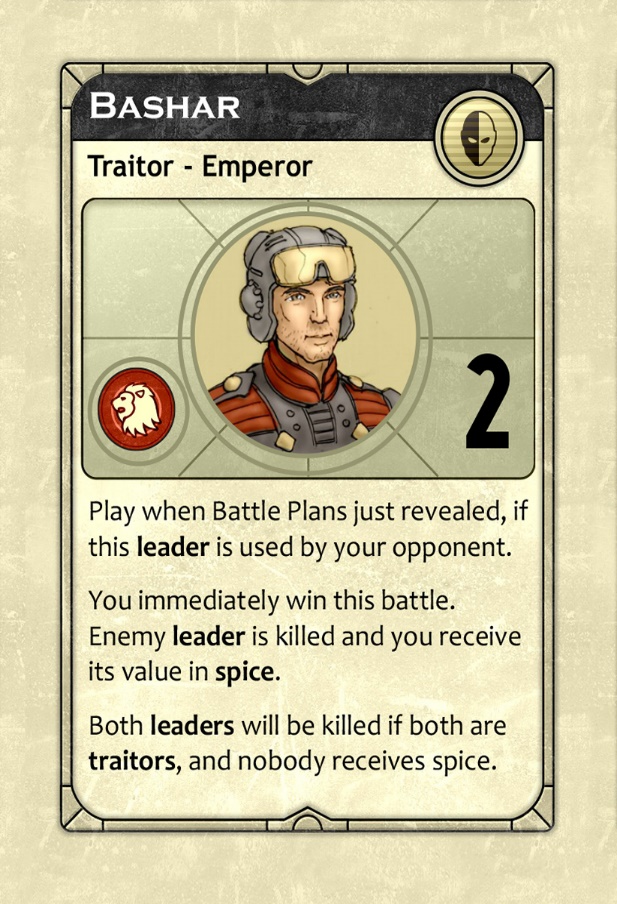 Bashar
Traitor - Emperor
2
Play when Battle Plans just revealed, if
this leader is used by your opponent.
You immediately win this battle.
Enemy leader is killed and you receive
its value in spice.
Both leaders will be killed if both are
traitors, and nobody receives spice.